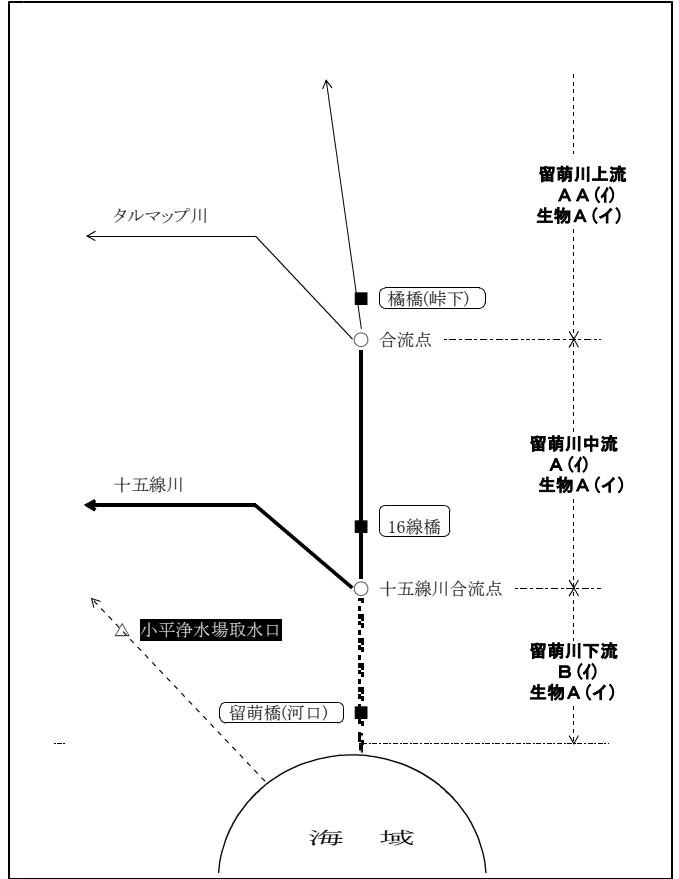 留萌川上流
ＡＡ(ｲ)
生物Ａ(イ)
タルマップ川
橘橋(峠下)
合流点
留萌川中流
Ａ(ｲ)
生物Ａ(イ)
十五線川
16線橋
十五線川合流点
小平浄水場取水口
留萌川下流
Ｂ(ｲ)
生物Ａ(イ)
留萌橋(河口)
海　域